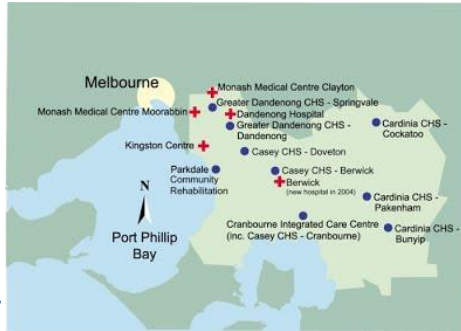 Melbourne
Monash Medical Centre Clayton
Greater Dandenong CHS - Springvale
Monash Medical Centre Moorabbin
Dandenong Hospital
Greater Dandenong CHS -
Dandenong
Cardinia CHS -
Cockatoo
Kingston Centre
Casey CHS - Doveton
Parkdale
Community
Rehabilitation
Casey CHS - Berwick
Berwick
(new hospital in 2004)
N
Cardinia CHS -
Pakenham
Port Phillip
Bay
Cranbourne Integrated Care Centre
(inc. Casey CHS - Cranbourne)
Cardinia CHS -
Bunyip